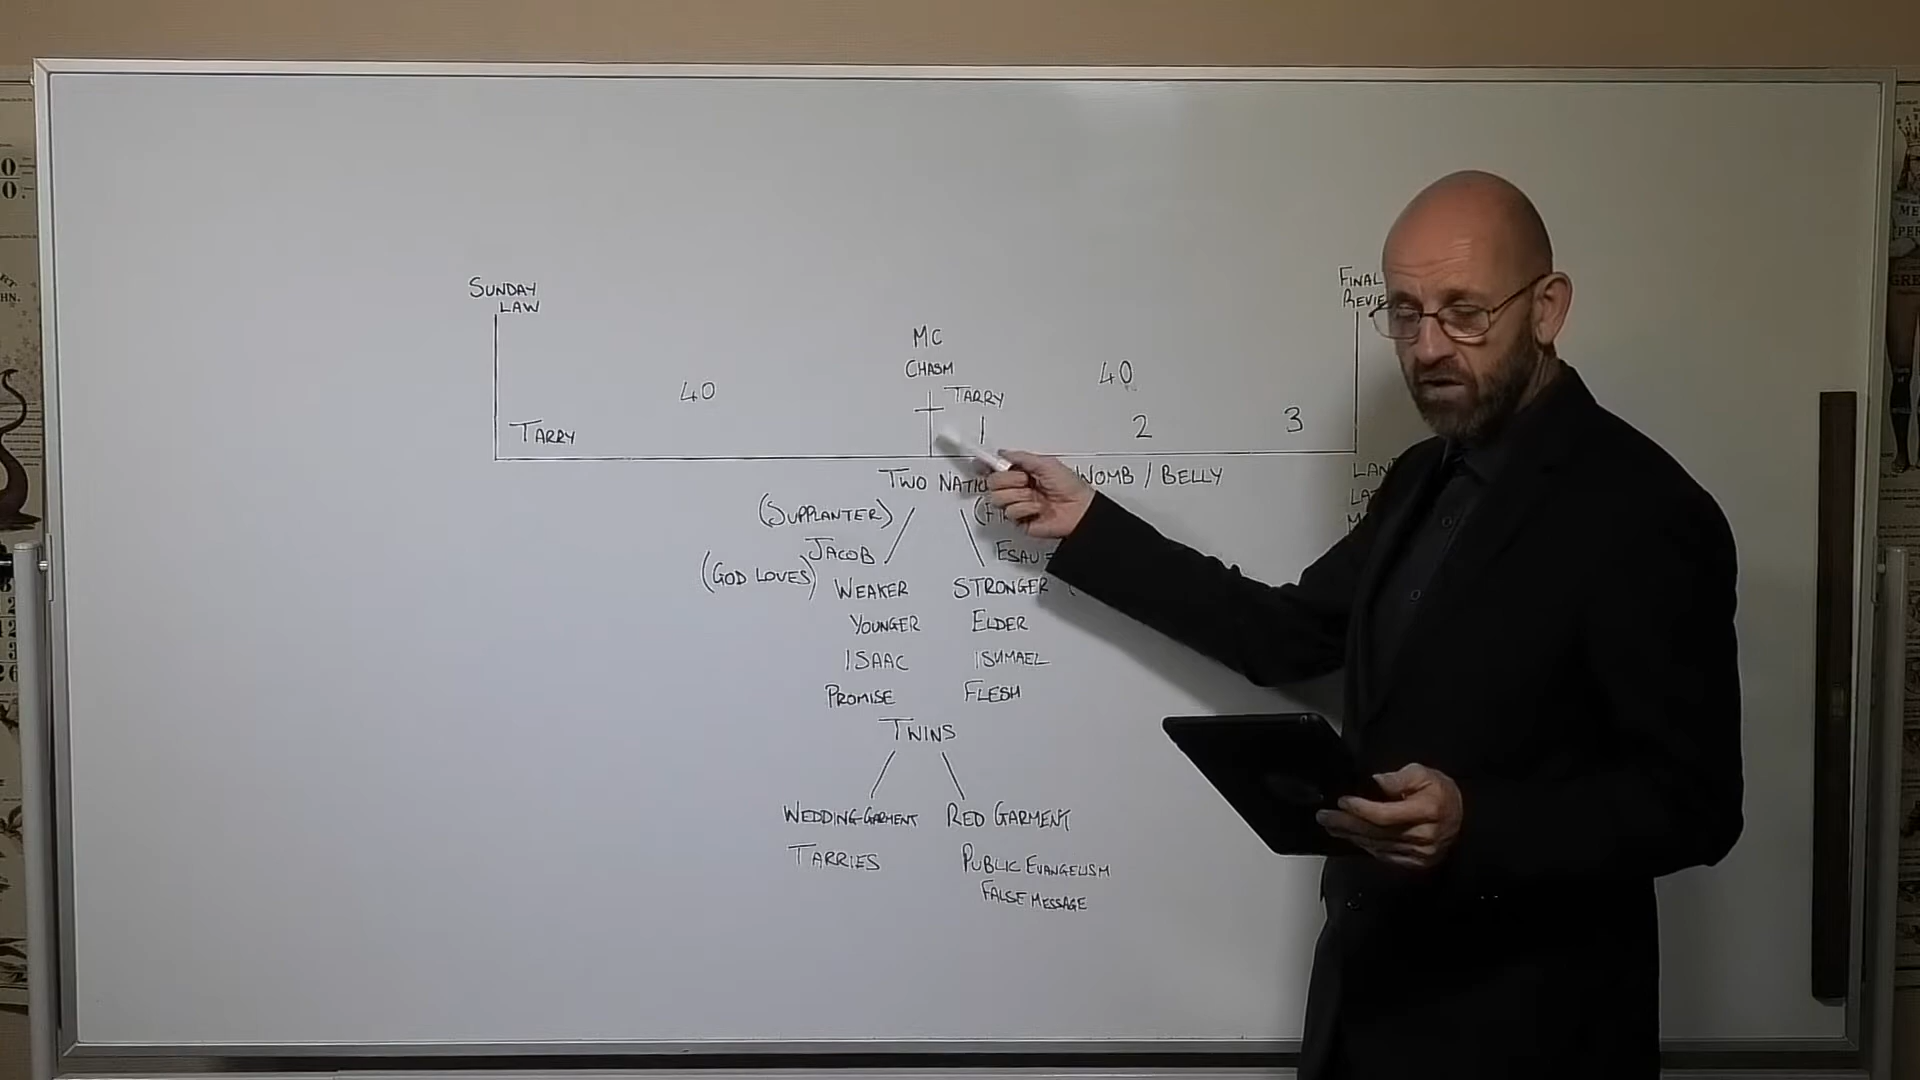 SUNDAY
LAW
FINAL
MC
CHASM
40
40
TARRY
TARRY
2
3
TWO WOMB / BELLY
(SUPPLANTER)
JACOB
ESAU =
(GOD LOVES)
WEAKER STRONGER (
YOUNGER ELDER
ISAAC ISHMAEL
PROMISE FLESH
TWINS
WEDDING GARMENT RED GARMENT
TARRIES PUBLIC EVANGELISM
FALSE MESSAGE